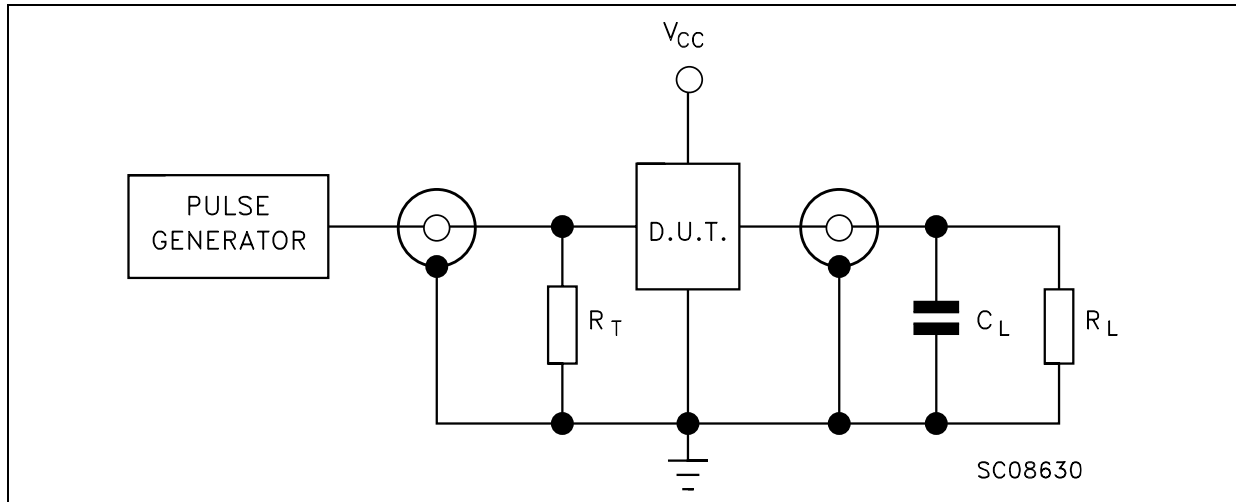 VCC
PULSE
GENERATOR
D.U.T.
RT
CL
RL
SC08630